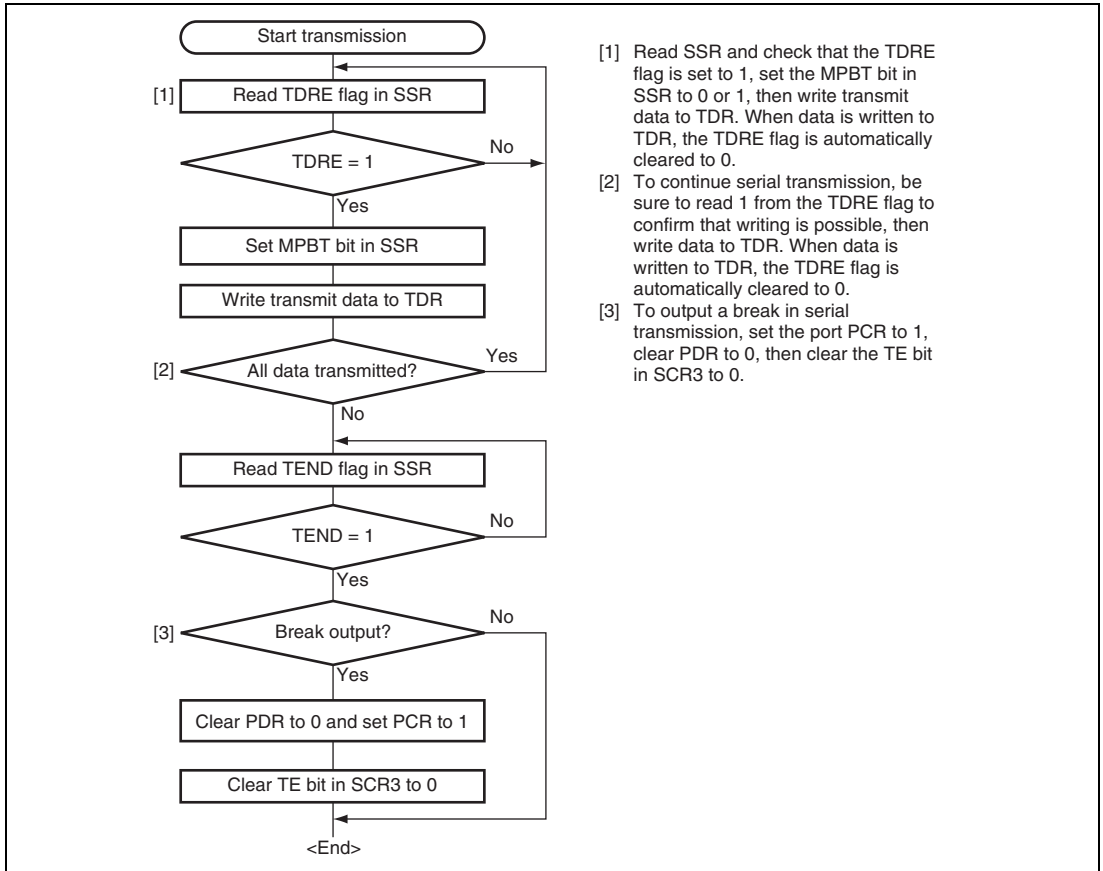 Start transmission
[1] Read TDRE flag in SSR
TDRE = 1
No
Yes
Set MPBT bit in SSR
Write transmit data to TDR
[2] All data transmitted?
Yes
No
Read TEND flag in SSR
TEND = 1
No
Yes
[3] Break output?
No
Yes
Clear PDR to 0 and set PCR to 1
Clear TE bit in SCR3 to 0
<End>
[1] Read SSR and check that the TDRE
flag is set to 1, set the MPBT bit in
SSR to 0 or 1, then write transmit
data to TDR. When data is written to
TDR, the TDRE flag is automatically
cleared to 0.
[2] To continue serial transmission, be
sure to read 1 from the TDRE flag to
confirm that writing is possible, then
write data to TDR. When data is
written to TDR, the TDRE flag is
automatically cleared to 0.
[3] To output a break in serial
transmission, set the port PCR to 1,
clear PDR to 0, then clear the TE bit
in SCR3 to 0.